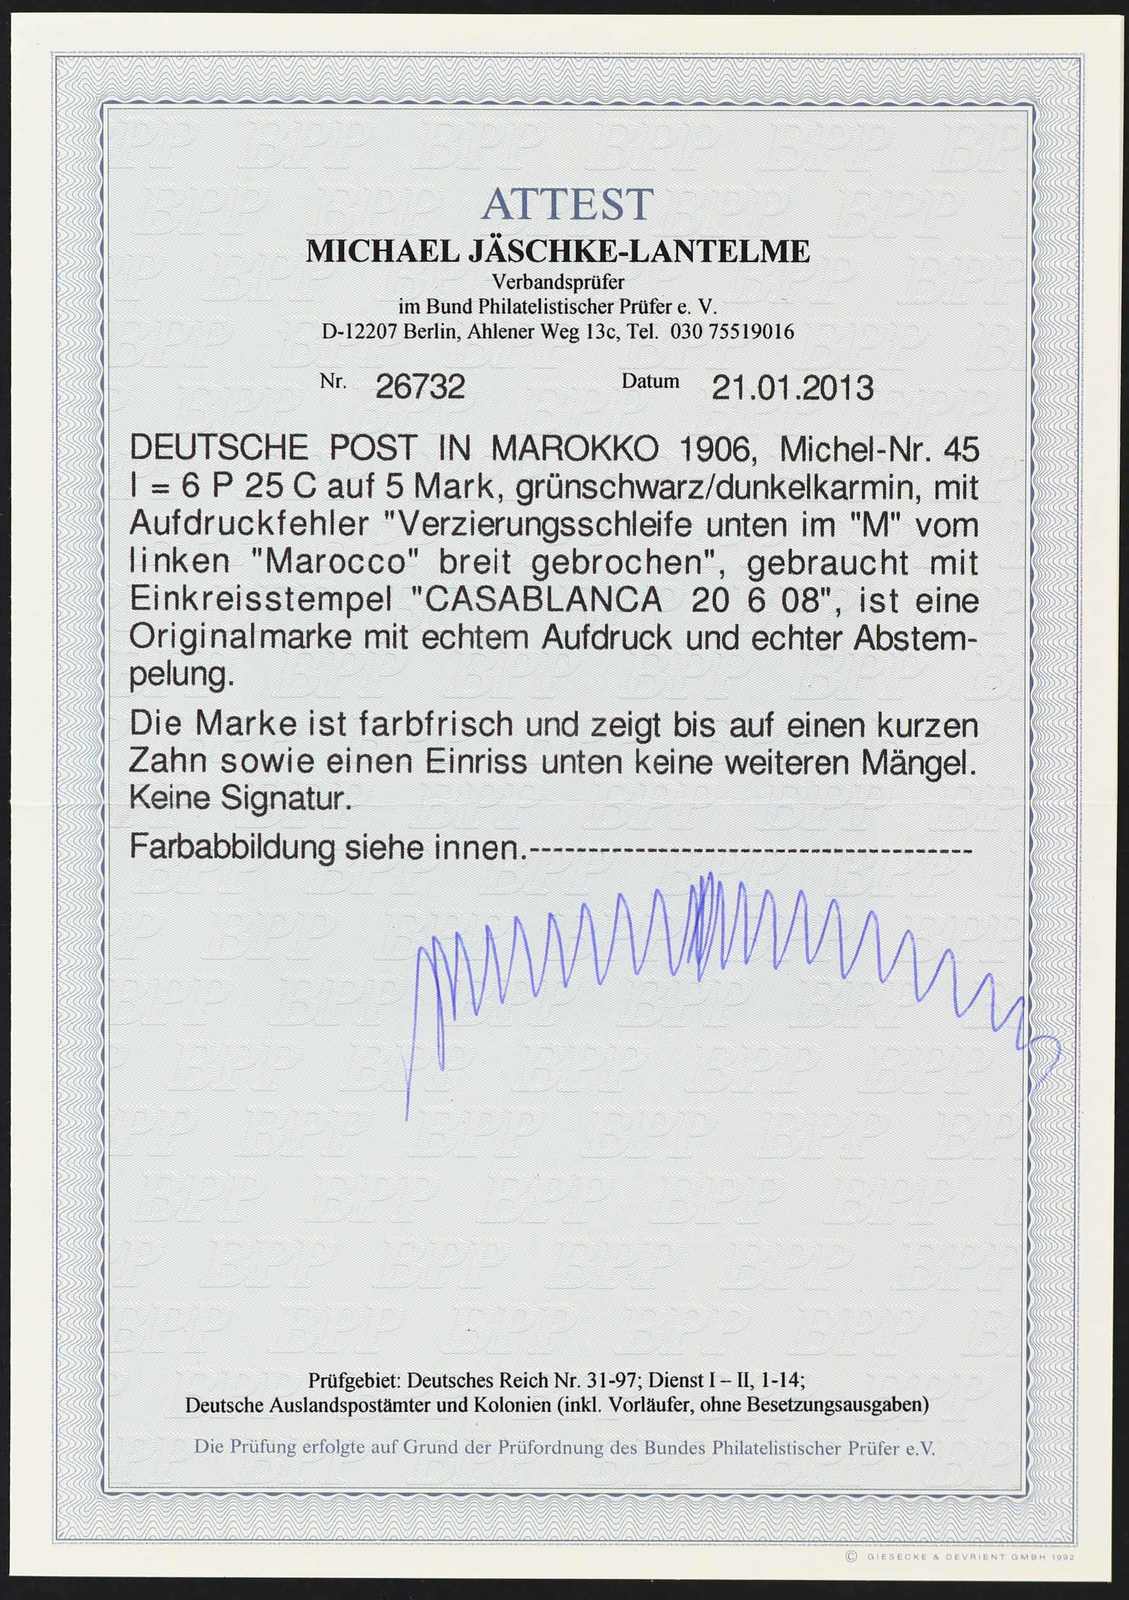 ATTEST
MICHAEL JÄSCHKE-LANTELME
Verbandsprüfer
im Bund Philatelistischer Prüfer e. V.
D-12207 Berlin, Ahlener Weg 13c, Tel. 030 75519016
Nr. 26732 Datum 21.01.2013
DEUTSCHE POST IN MAROKKO 1906, Michel-Nr. 45
I = 6 P 25 C auf 5 Mark, grünschwarz/dunkelkarmin, mit
Aufdruckfehler "Verzierungsschleife unten im "M" vom
linken "Marocco" breit gebrochen", gebraucht mit
Einkreisstempel "CASABLANCA 20 6 08", ist eine
Originalmarke mit echtem Aufdruck und echter Abstem-
pelung.
Die Marke ist farbfrisch und zeigt bis auf einen kurzen
Zahn sowie einen Einriss unten keine weiteren Mängel.
Keine Signatur.
Farbabbildung siehe innen.--------------------------------------
Prüfgebiet: Deutsches Reich Nr. 31-97; Dienst I – II, 1-14;
Deutsche Auslandspostämter und Kolonien (inkl. Vorläufer, ohne Besetzungsausgaben)
Die Prüfung erfolgte auf Grund der Prüfordnung des Bundes Philatelistischer Prüfer e.V.
© GIESECKE & DEVRIENT GMBH 1992